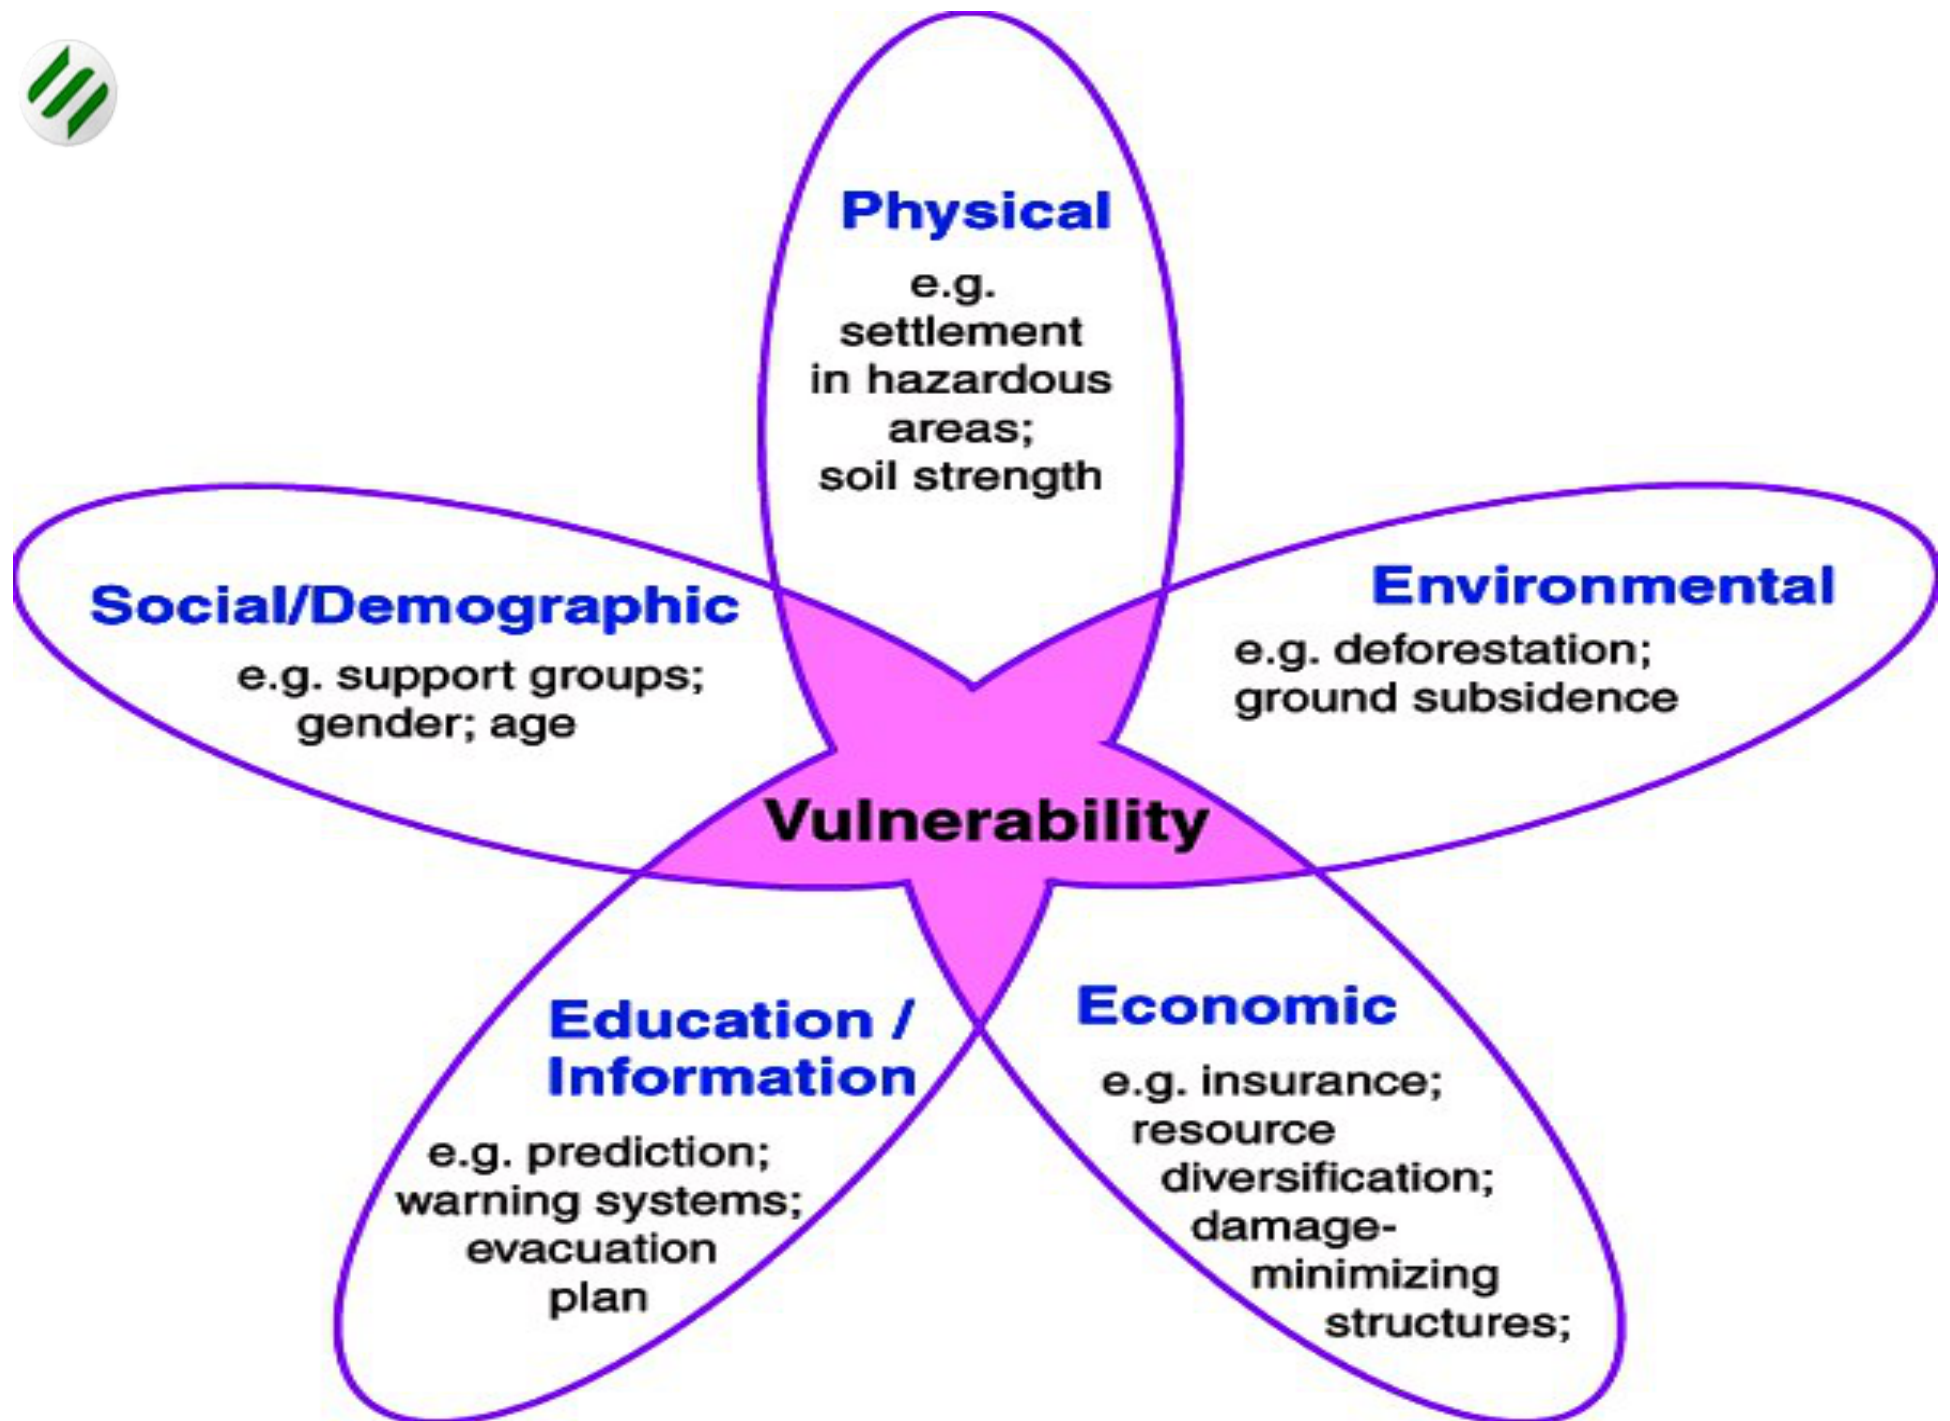 Physical
e.g.
settlement
in hazardous
areas;
soil strength
Social/Demographic
e.g. support groups;
gender; age
Environmental
e.g. deforestation;
ground subsidence
Vulnerability
Education /
Information
e.g. prediction;
warning systems;
evacuation
plan
Economic
e.g. insurance;
resource
diversification;
damage-
minimizing
structures;